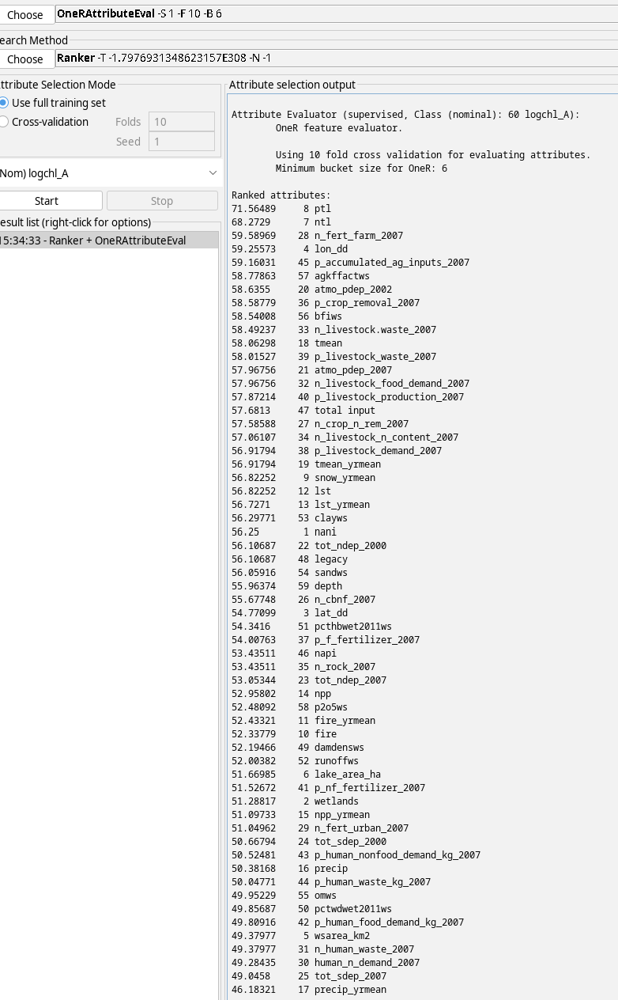 Choose OneRAttributeEval -S 1 -F 10 -B 6
earch Method
Choose Ranker -T -1.7976931348623157E308 -N -1
ttribute Selection Mode
Use full training set
Cross-validation Folds 10
Seed 1
Nom) logchl_A
Start Stop
esult list (right-click for options)
15:34:33 - Ranker + OneRAttributeEval
Attribute selection output
Attribute Evaluator (supervised, Class (nominal): 60 logchl_A):
OneR feature evaluator.
Using 10 fold cross validation for evaluating attributes.
Minimum bucket size for OneR: 6
Ranked attributes:
71.56489 8 ptl
68.2729 7 ntl
59.58969 28 n_fert_farm_2007
59.25573 4 lon_dd
59.16031 45 p_accumulated_ag_inputs_2007
58.77863 57 agkffactws
58.6355 20 atmo_pdep_2002
58.58779 36 p_crop_removal_2007
58.54008 56 bfiws
58.49237 33 n_livestock.waste_2007
58.06298 18 tmean
58.01527 39 p_livestock_waste_2007
57.96756 21 atmo_pdep_2007
57.96756 32 n_livestock_food_demand_2007
57.87214 40 p_livestock_production_2007
57.6813 47 total input
57.58588 27 n_crop_n_rem_2007
57.06107 34 n_livestock_n_content_2007
56.91794 38 p_livestock_demand_2007
56.91794 19 tmean_yrmean
56.82252 9 snow_yrmean
56.82252 12 lst
56.7271 13 lst_yrmean
56.29771 53 clayws
56.25 1 nani
56.10687 22 tot_ndep_2000
56.10687 48 legacy
56.05916 54 sandws
55.96374 59 depth
55.67748 26 n_cbnf_2007
54.77099 3 lat_dd
54.3416 51 pcthbwet2011ws
54.00763 37 p_f_fertilizer_2007
53.43511 46 napi
53.43511 35 n_rock_2007
53.05344 23 tot_ndep_2007
52.95802 14 npp
52.48092 58 p2o5ws
52.43321 11 fire_yrmean
52.33779 10 fire
52.19466 49 damdensws
52.00382 52 runoffws
51.66985 6 lake_area_ha
51.52672 41 p_nf_fertilizer_2007
51.28817 2 wetlands
51.09733 15 npp_yrmean
51.04962 29 n_fert_urban_2007
50.66794 24 tot_sdep_2000
50.52481 43 p_human_nonfood_demand_kg_2007
50.38168 16 precip
50.04771 44 p_human_waste_kg_2007
49.95229 55 omws
49.85687 50 pctwdwet2011ws
49.80916 42 p_human_food_demand_kg_2007
49.37977 5 wsarea_km2
49.37977 31 n_human_waste_2007
49.28435 30 human_n_demand_2007
49.0458 25 tot_sdep_2007
46.18321 17 precip_yrmean